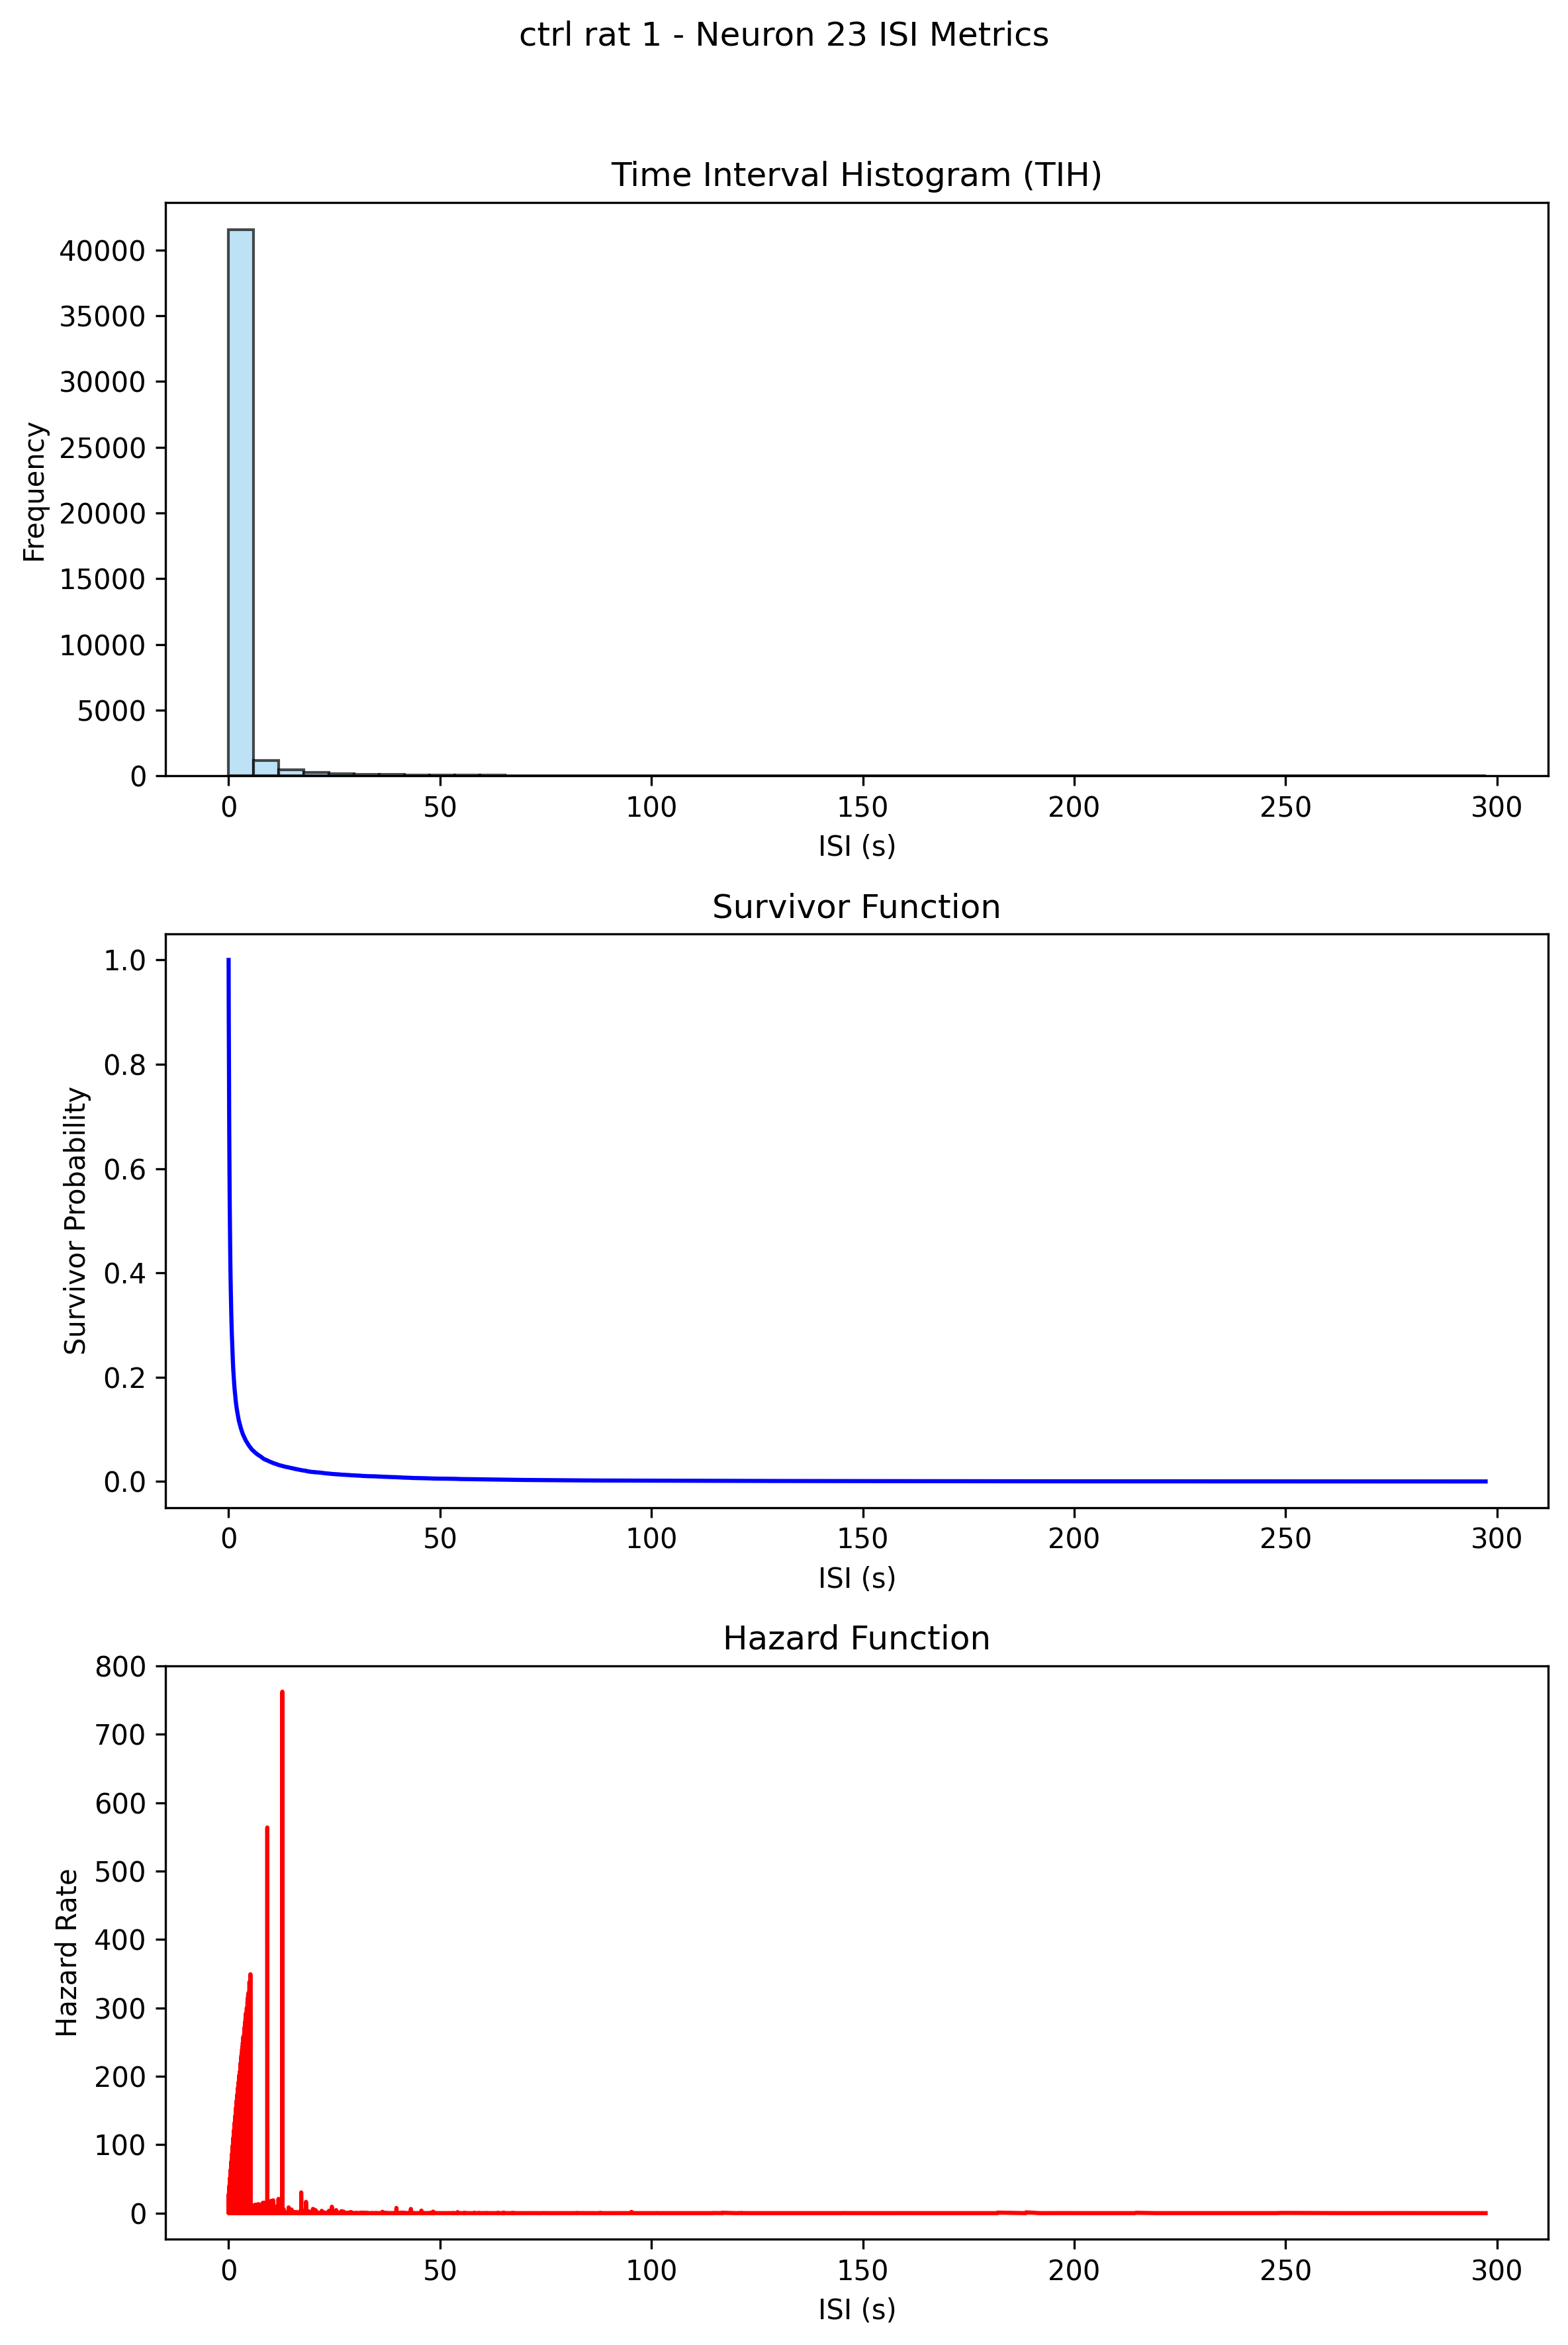 ctrl rat 1 - Neuron 23 ISI Metrics
Time Interval Histogram (TIH)
Frequency
40000
35000
30000
25000
20000
15000
10000
5000
0
0 50 100 150 200 250 300
ISI (s)
Survivor Function
Survivor Probability
1.0
0.8
0.6
0.4
0.2
0.0
0 50 100 150 200 250 300
ISI (s)
Hazard Function
Hazard Rate
800
700
600
500
400
300
200
100
0
0 50 100 150 200 250 300
ISI (s)